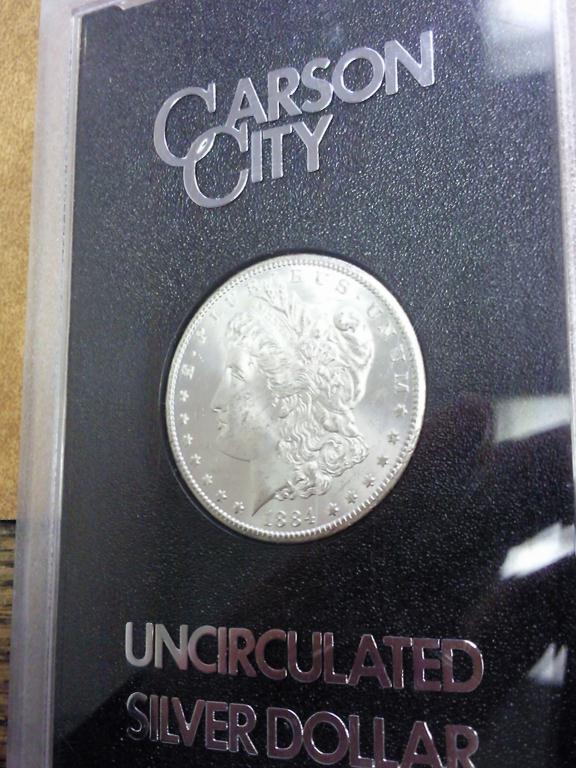 CARSON
CITY
E·PLURIBUS·UNUM
1884
UNCIRCULATED
SILVER DOLLAR